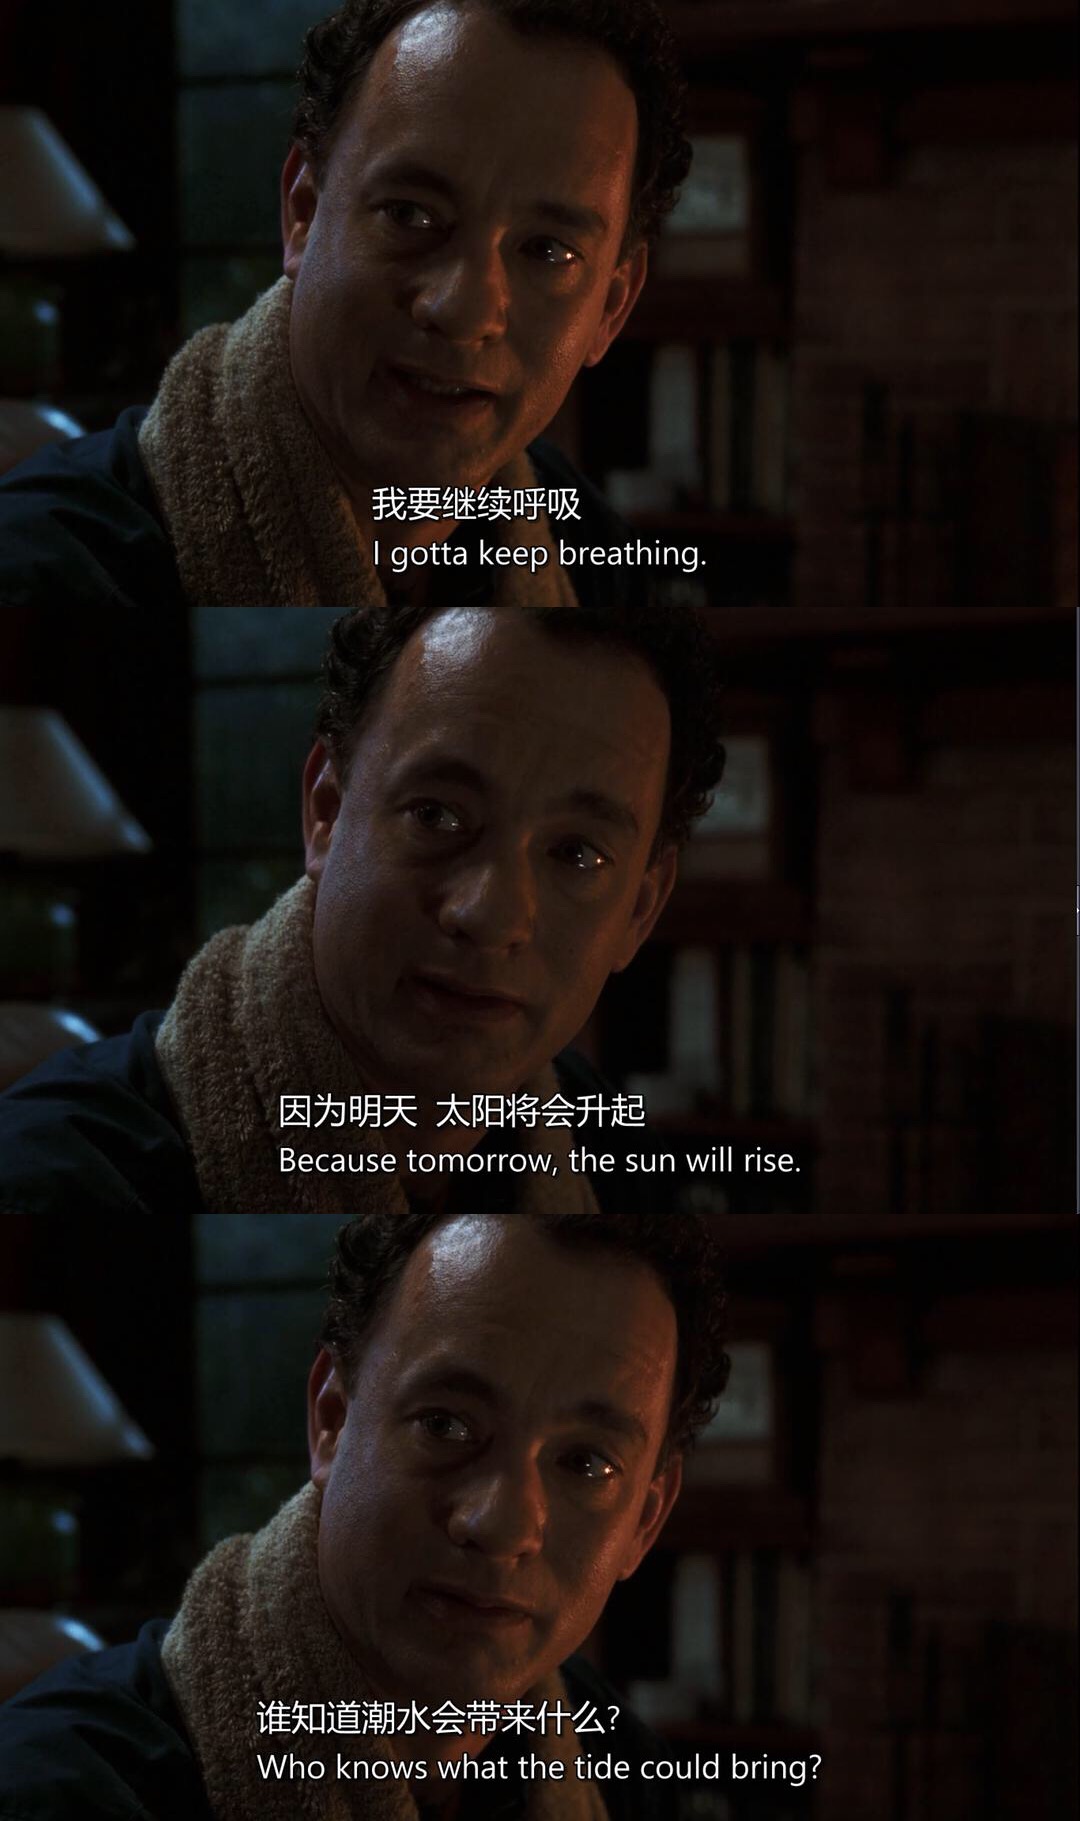 我要继续呼吸
I gotta keep breathing.
因为明天 太阳将会升起
Because tomorrow, the sun will rise.
谁知道潮水会带来什么?
Who knows what the tide could bring?